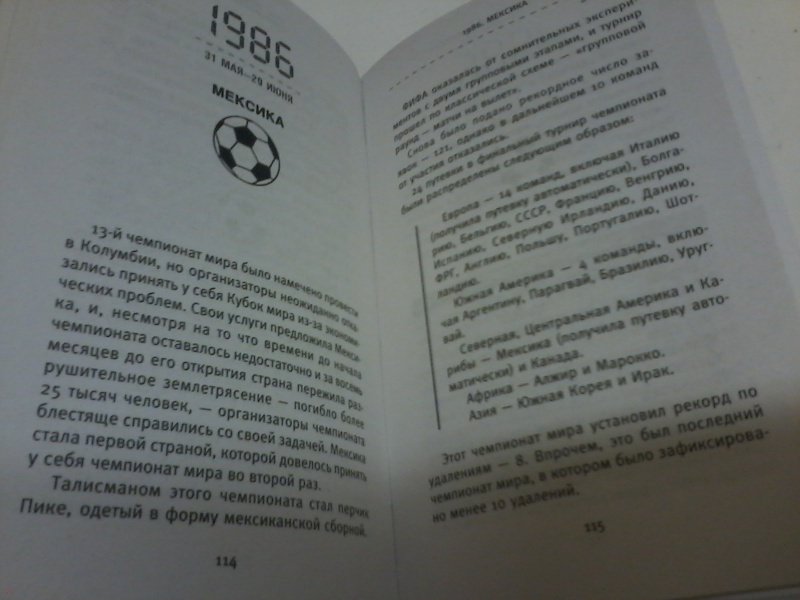 1986
31 МАЯ—29 ИЮНЯ
МЕКСИКА
13-й чемпионат мира было намечено провести
в Колумбии, но организаторы неожиданно отка-
зались принять у себя Кубок мира из-за экономи-
ческих проблем. Свои услуги предложила Мекси-
ка, и, несмотря на то что времени до начала
чемпионата оставалось недостаточно и за восемь
месяцев до его открытия страна пережила раз-
рушительное землетрясение — погибло более
25 тысяч человек, — организаторы чемпионата
блестяще справились со своей задачей. Мексика
стала первой страной, которой довелось принять
у себя чемпионат мира во второй раз.
Талисманом этого чемпионата стал перчик
Пике, одетый в форму мексиканской сборной.
114
1986. МЕКСИКА
ФИФА отказалась от сомнительных экспери-
ментов с двумя групповыми этапами, и турнир
прошел по классической схеме — «групповой
раунд — матчи на вылет».
Снова было подано рекордное число за-
явок — 121, однако в дальнейшем 10 команд
от участия отказались.
24 путевки в финальный турнир чемпионата
были распределены следующим образом:
Европа — 14 команд, включая Италию
(получила путевку автоматически), Болга-
рию, Бельгию, СССР, Францию, Венгрию,
Испанию, Северную Ирландию, Данию,
ФРГ, Англию, Польшу, Португалию, Шот-
ландию.
Южная Америка — 4 команды, вклю-
чая Аргентину, Парагвай, Бразилию, Уруг-
вай.
Северная, Центральная Америка и Ка-
рибы — Мексика (получила путевку авто-
матически) и Канада.
Африка — Алжир и Марокко.
Азия — Южная Корея и Ирак.
Этот чемпионат мира установил рекорд по
удалениям — 8. Впрочем, это был последний
чемпионат мира, в котором было зафиксирова-
но менее 10 удалений.
115